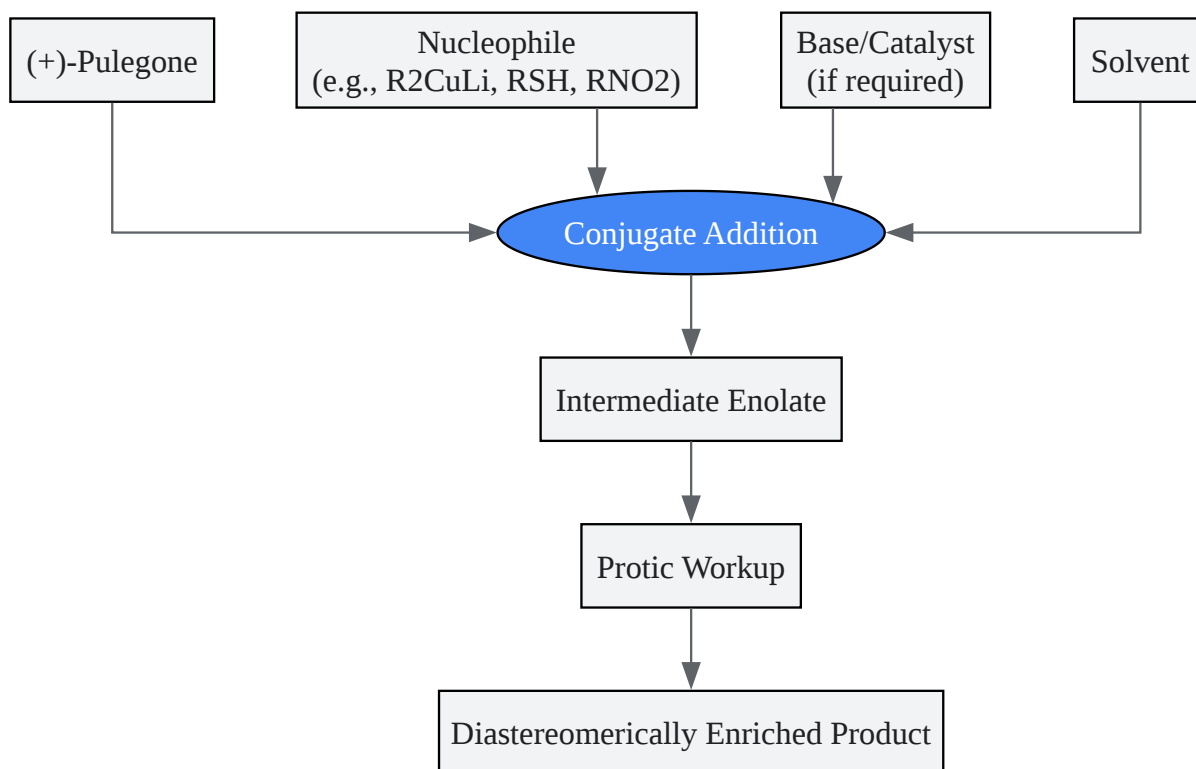 (+)-Pulegone
Nucleophile
(e.g., R2CuLi, RSH, RNO2)
Base/Catalyst
(if required)
Solvent
Conjugate Addition
Intermediate Enolate
Protic Workup
Diastereomerically Enriched Product